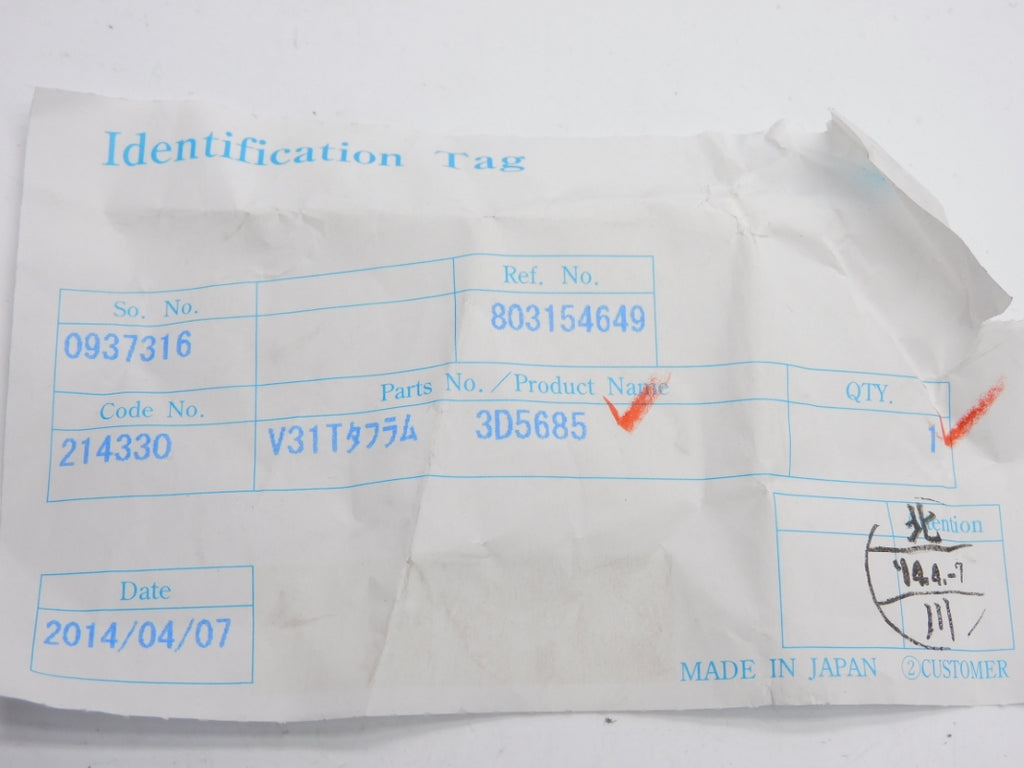 Identification Tag
Ref. No.
So. No.
803154649
0937316
Parts No./Product Name
QTY.
Code No.
214330
V31Tタフラム 3D5685
1
Date
2014/04/07
北
'14.4.-7
川
MADE IN JAPAN ②CUSTOMER